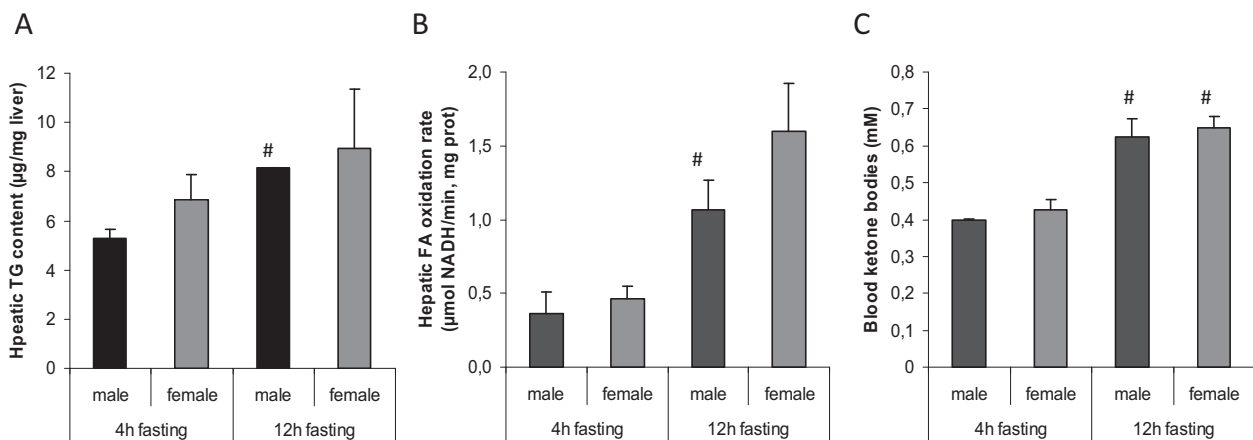 A
Hpeatic TG content (µg/mg liver)
12
10
8
6
4
2
0
#
male
female
male
female
4h fasting
12h fasting
B
Hepatic FA oxidation rate
(µmol NADH/min, mg prot)
2,0
1,5
1,0
0,5
0,0
#
male
female
male
female
4h fasting
12h fasting
C
Blood ketone bodies (mM)
0,8
0,7
0,6
0,5
0,4
0,3
0,2
0,1
0
#
#
male
female
male
female
4h fasting
12h fasting